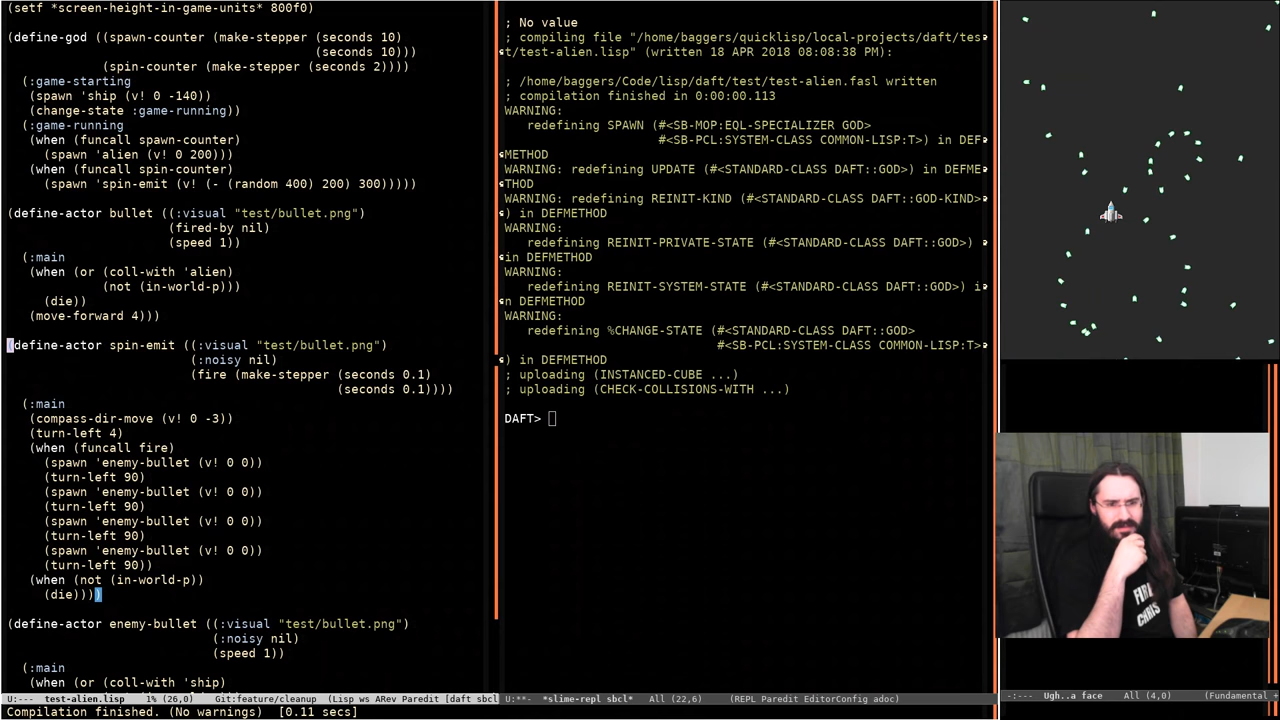 (setf *screen-height-in-game-units* 800f0)
(define-god ((spawn-counter (make-stepper (seconds 10)
(seconds 10)))
(spin-counter (make-stepper (seconds 2))))
(:game-starting
(spawn 'ship (v! 0 -140))
(change-state :game-running))
(:game-running
(when (funcall spawn-counter)
(spawn 'alien (v! 0 200)))
(when (funcall spin-counter)
(spawn 'spin-emit (v! (- (random 400) 200) 300)))))
(define-actor bullet ((:visual "test/bullet.png")
(fired-by nil)
(speed 1))
(:main
(when (or (coll-with 'alien)
(not (in-world-p)))
(die))
(move-forward 4)))
(define-actor spin-emit ((:visual "test/bullet.png")
(:noisy nil)
(fire (make-stepper (seconds 0.1)
(seconds 0.1))))
(:main
(compass-dir-move (v! 0 -3))
(turn-left 4)
(when (funcall fire)
(spawn 'enemy-bullet (v! 0 0))
(turn-left 90)
(spawn 'enemy-bullet (v! 0 0))
(turn-left 90)
(spawn 'enemy-bullet (v! 0 0))
(turn-left 90)
(spawn 'enemy-bullet (v! 0 0))
(turn-left 90))
(when (not (in-world-p))
(die))))
(define-actor enemy-bullet ((:visual "test/bullet.png")
(:noisy nil)
(speed 1))
(:main
(when (or (coll-with 'ship)
U:--- test-alien.lisp 1% (26,0) Git:feature/cleanup (Lisp ws ARev Paredit [daft sbcl
Compilation finished. (No warnings) [0.11 secs]
; No value
; compiling file "/home/baggers/quicklisp/local-projects/daft/tes
t/test-alien.lisp" (written 18 APR 2018 08:08:38 PM):
; /home/baggers/Code/lisp/daft/test/test-alien.fasl written
; compilation finished in 0:00:00.113
WARNING:
redefining SPAWN (#<SB-MOP:EQL-SPECIALIZER GOD>
#<SB-PCL:SYSTEM-CLASS COMMON-LISP:T>) in DEF
METHOD
WARNING: redefining UPDATE (#<STANDARD-CLASS DAFT::GOD>) in DEFME
THOD
WARNING: redefining REINIT-KIND (#<STANDARD-CLASS DAFT::GOD-KIND>
) in DEFMETHOD
WARNING:
redefining REINIT-PRIVATE-STATE (#<STANDARD-CLASS DAFT::GOD>)
in DEFMETHOD
WARNING:
redefining REINIT-SYSTEM-STATE (#<STANDARD-CLASS DAFT::GOD>) i
n DEFMETHOD
WARNING:
redefining %CHANGE-STATE (#<STANDARD-CLASS DAFT::GOD>
#<SB-PCL:SYSTEM-CLASS COMMON-LISP:T>
) in DEFMETHOD
; uploading (INSTANCED-CUBE ...)
; uploading (CHECK-COLLISIONS-WITH ...)
DAFT>
U:**- *slime-repl sbcl* All (22,6) (REPL Paredit EditorConfig adoc)
-:--- Ugh..a face All (4,0) (Fundamental +